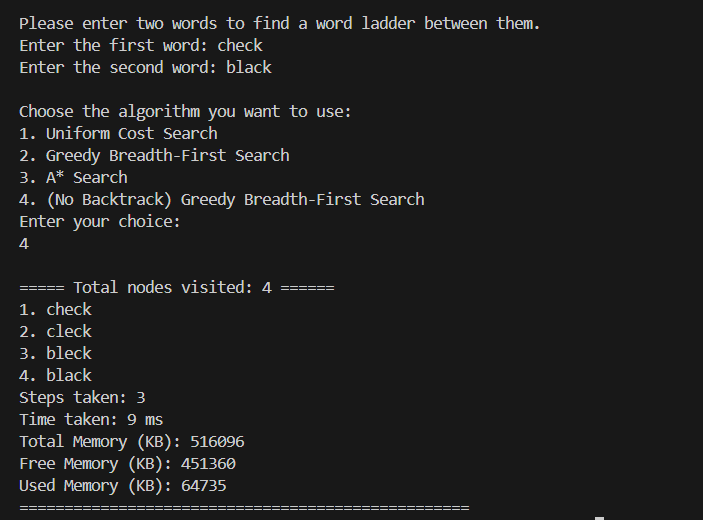 Please enter two words to find a word ladder between them.
Enter the first word: check
Enter the second word: black
Choose the algorithm you want to use:
1. Uniform Cost Search
2. Greedy Breadth-First Search
3. A* Search
4. (No Backtrack) Greedy Breadth-First Search
Enter your choice:
4
===== Total nodes visited: 4 ======
1. check
2. cleck
3. bleck
4. black
Steps taken: 3
Time taken: 9 ms
Total Memory (KB): 516096
Free Memory (KB): 451360
Used Memory (KB): 64735
==================================================